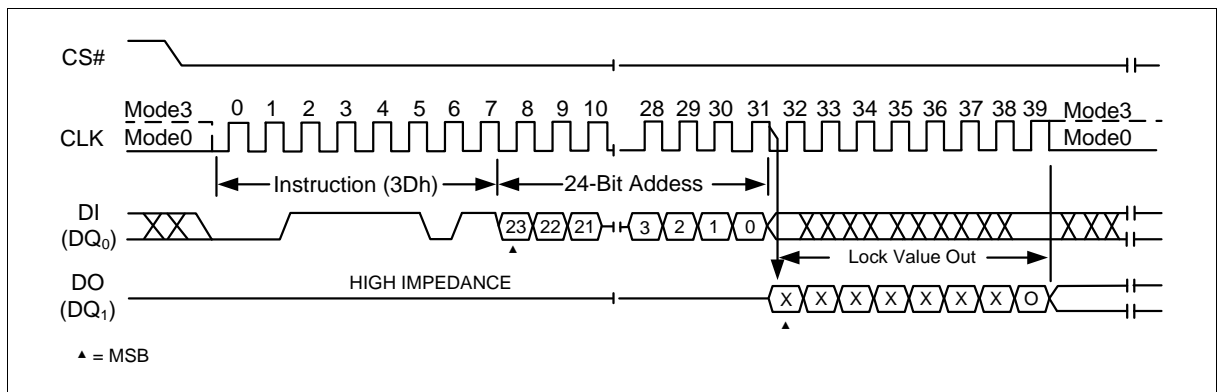 CS#
Mode3 0 1 2 3 4 5 6 7 8 9 10 28 29 30 31 32 33 34 35 36 37 38 39 Mode3
CLK Mode0 Mode0
Instruction (3Dh) 24-Bit Addess
DI
(DQ0) 23 22 21 3 2 1 0
Lock Value Out
DO HIGH IMPEDANCE
(DQ1) X X X X X X X O
▲ = MSB